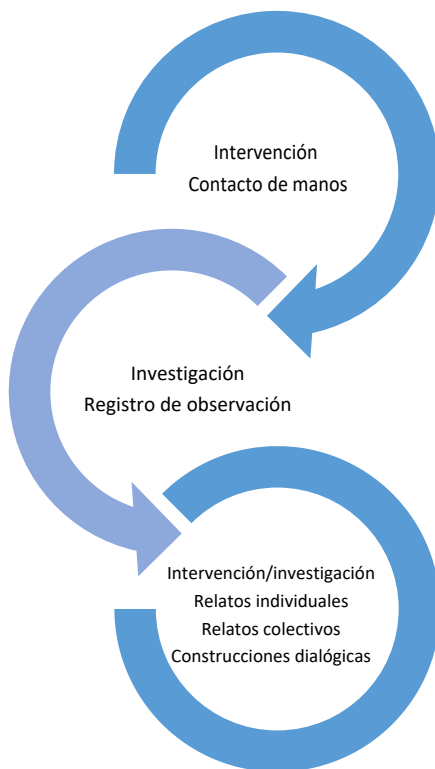 Intervención
Contacto de manos
Investigación
Registro de observación
Intervención/investigación
Relatos individuales
Relatos colectivos
Construcciones dialógicas